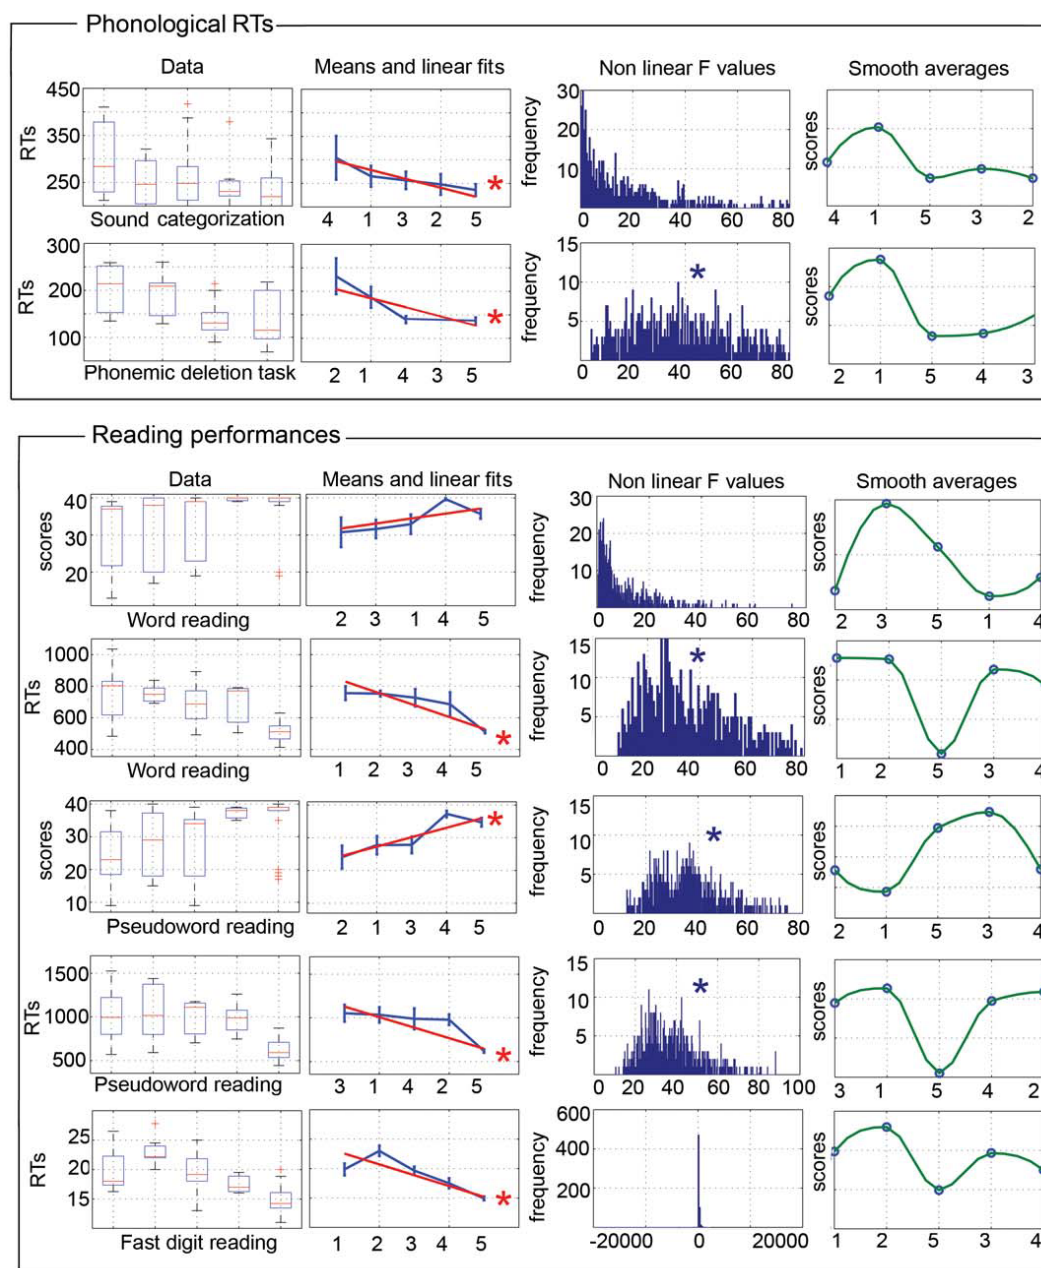 Phonological RTs
Data Means and linear fits Non linear F values Smooth averages
RTs
450
350
250
Sound categorization
4 1 3 2 5
frequency
30
20
10
0 20 40 60 80
scores
4 1 5 3 2
RTs
300
200
100
Phonemic deletion task
2 1 4 3 5
frequency
15
10
5
0 20 40 60 80
scores
2 1 5 4 3
Reading performances
Data Means and linear fits Non linear F values Smooth averages
scores
40
30
20
Word reading
2 3 1 4 5
frequency
30
20
10
0 20 40 60 80
scores
2 3 5 1 4
RTs
1000
800
600
400
Word reading
1 2 3 4 5
frequency
15
10
5
0 20 40 60 80
scores
1 2 5 3 4
scores
40
30
20
10
Pseudoword reading
2 1 3 4 5
frequency
15
10
5
0 20 40 60 80
scores
2 1 5 3 4
RTs
1500
1000
500
Pseudoword reading
3 1 4 2 5
frequency
15
10
5
0 20 40 60 80 100
scores
3 1 5 4 2
RTs
25
20
15
Fast digit reading
1 2 3 4 5
frequency
600
400
200
-20000 0 20000
scores
1 2 5 3 4